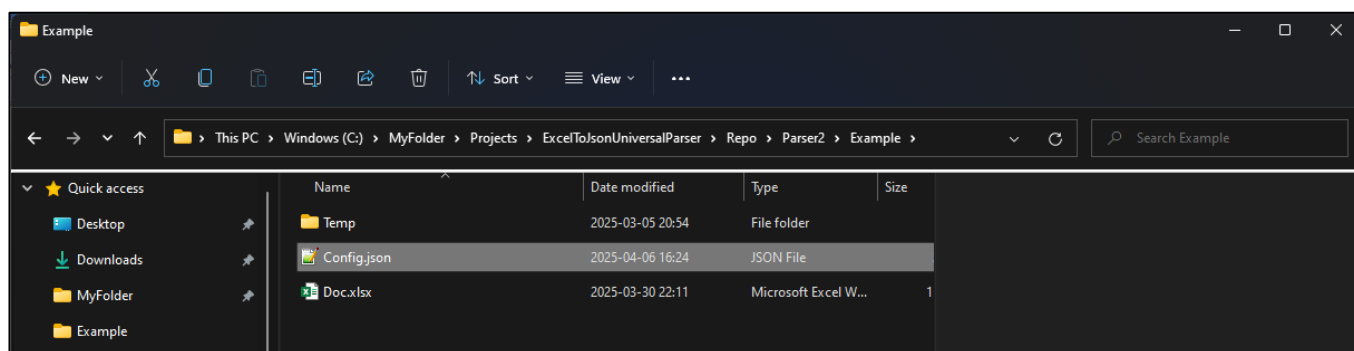 Example
New Sort View
This PC > Windows (C:) > MyFolder > Projects > ExcelToJsonUniversalParser > Repo > Parser2 > Example > Search Example
Quick access Name Date modified Type Size
Desktop Temp 2025-03-05 20:54 File folder
Downloads Config.json 2025-04-06 16:24 JSON File
MyFolder Doc.xlsx 2025-03-30 22:11 Microsoft Excel W... 1
Example